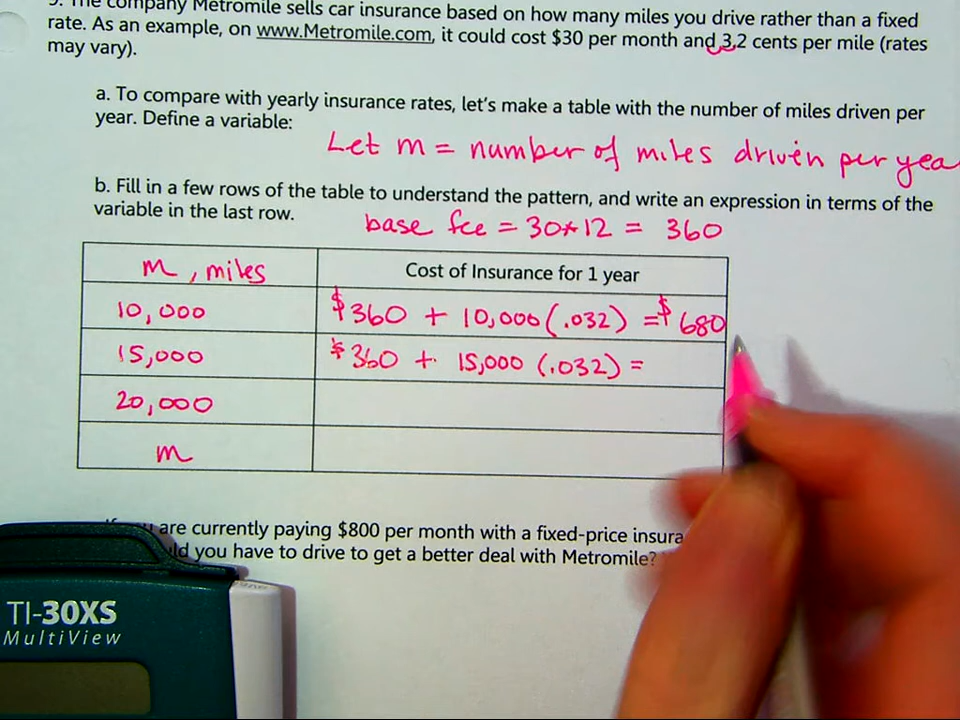 company Metromile sells car insurance based on how many miles you drive rather than a fixed
rate. As an example, on www.Metromile.com, it could cost $30 per month and 3.2 cents per mile (rates
may vary).
a. To compare with yearly insurance rates, let's make a table with the number of miles driven per
year. Define a variable:
Let m = number of miles driven per yea
b. Fill in a few rows of the table to understand the pattern, and write an expression in terms of the
variable in the last row.
base fee = 30*12 = 360
m, miles Cost of Insurance for 1 year
10,000 $360 + 10,000(.032) = $680
15,000 $360 + 15,000 (.032) =
20,000
m
are currently paying $800 per month with a fixed-price insura
you have to drive to get a better deal with Metromile?
TI-30XS
MultiView